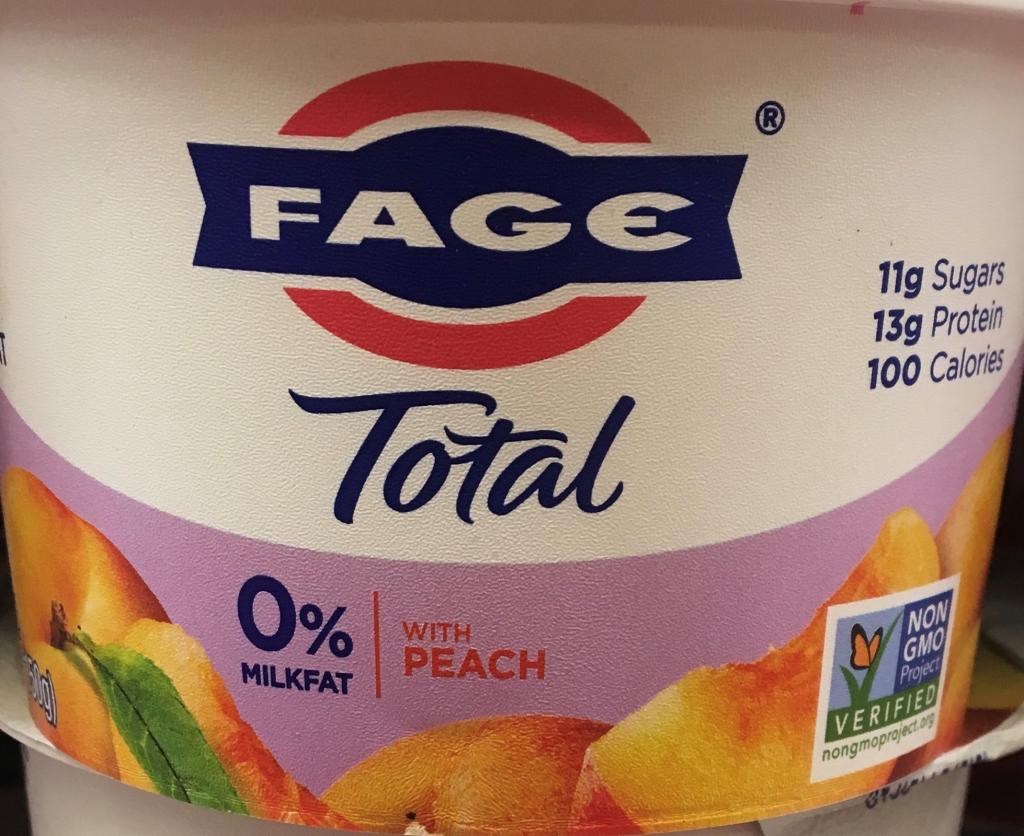 FAGE
®
11g Sugars
13g Protein
100 Calories
Total
0%
MILKFAT
WITH
PEACH
NON
GMO
Project
VERIFIED
nongmoproject.org